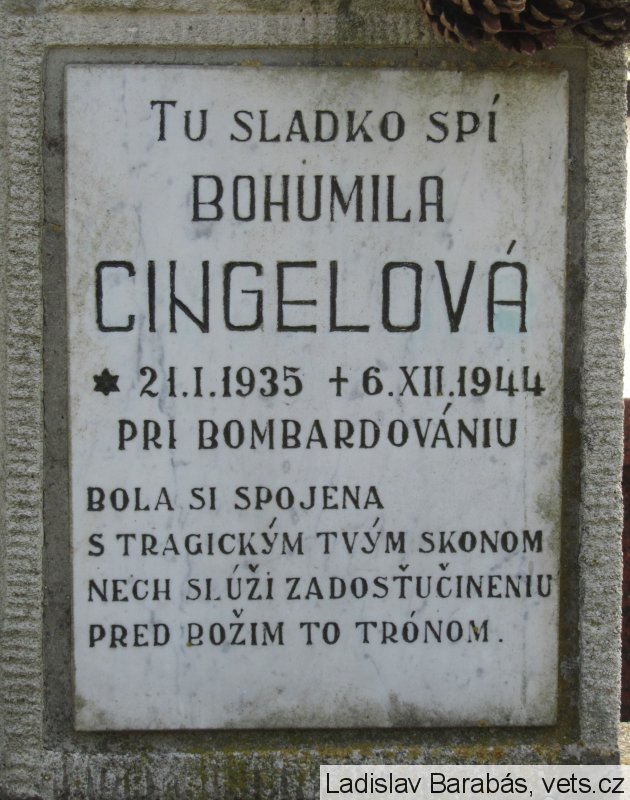 TU SLADKO SPÍ
BOHUMILA
CINGELOVÁ
* 21.I.1935 + 6.XII.1944
PRI BOMBARDOVÁNIU
BOLA SI SPOJENA
S TRAGICKÝM TVÝM SKONOM
NECH SLÚŽI ZADOSŤUČINENIU
PRED BOŽIM TO TRÓNOM.
Ladislav Barabás, vets.cz